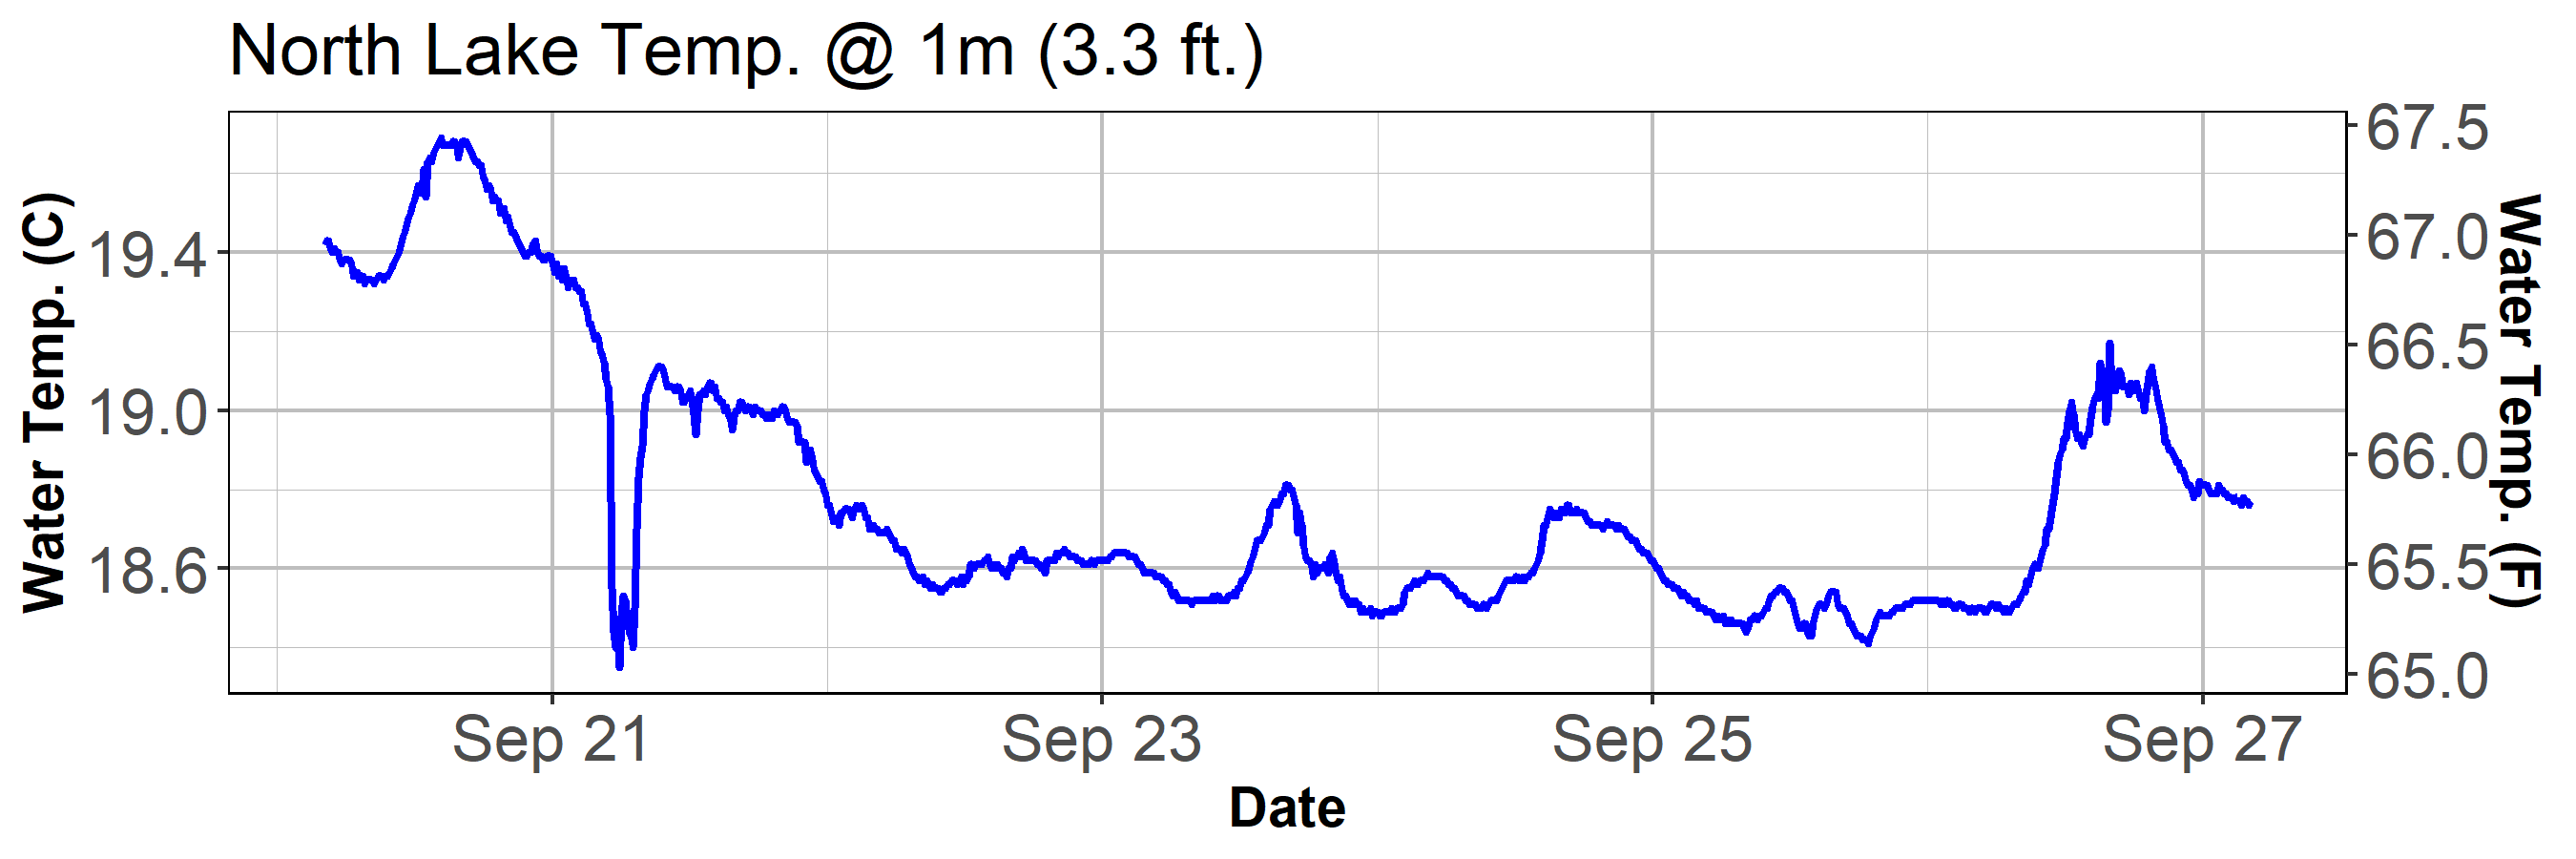 North Lake Temp. @ 1m (3.3 ft.)
Water Temp. (C)
19.4
19.0
18.6
67.5
67.0
66.5
66.0
65.5
65.0
Water Temp. (F)
Sep 21
Sep 23
Sep 25
Sep 27
Date